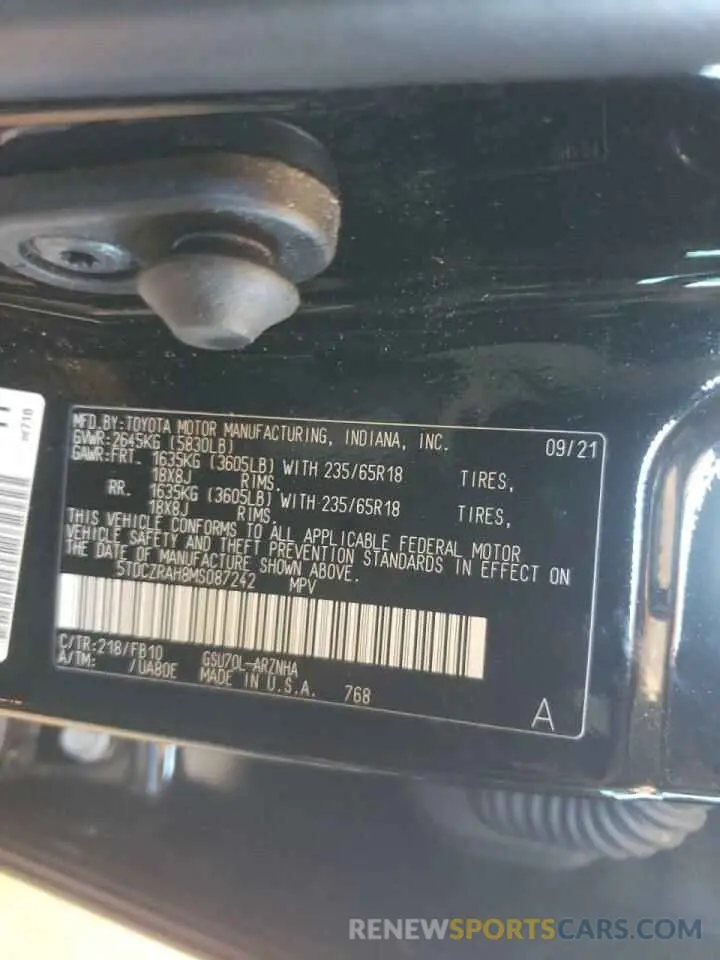 MFD.BY:TOYOTA MOTOR MANUFACTURING, INDIANA, INC. 09/21
GVWR:2645KG (5830LB)
GAWR:FRT. 1635KG (3605LB) WITH 235/65R18 TIRES,
18X8J RIMS.
RR. 1635KG (3605LB) WITH 235/65R18 TIRES,
18X8J RIMS.
THIS VEHICLE CONFORMS TO ALL APPLICABLE FEDERAL MOTOR
VEHICLE SAFETY AND THEFT PREVENTION STANDARDS IN EFFECT ON
THE DATE OF MANUFACTURE SHOWN ABOVE.
5TDCZRAH8MS087242 MPV
C/TR:218/FB10 GSU70L-ARZNHA
A/TM: /UA80E MADE IN U.S.A. 768
A
RENEWSPORTSCARS.COM